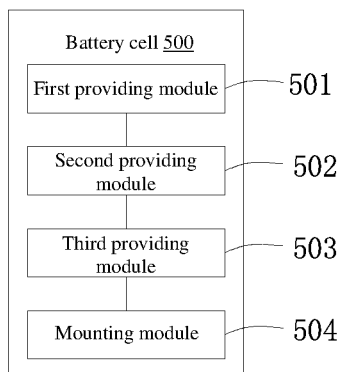 Battery cell 500
First providing module
501
Second providing
module
502
Third providing
module
503
Mounting module
504